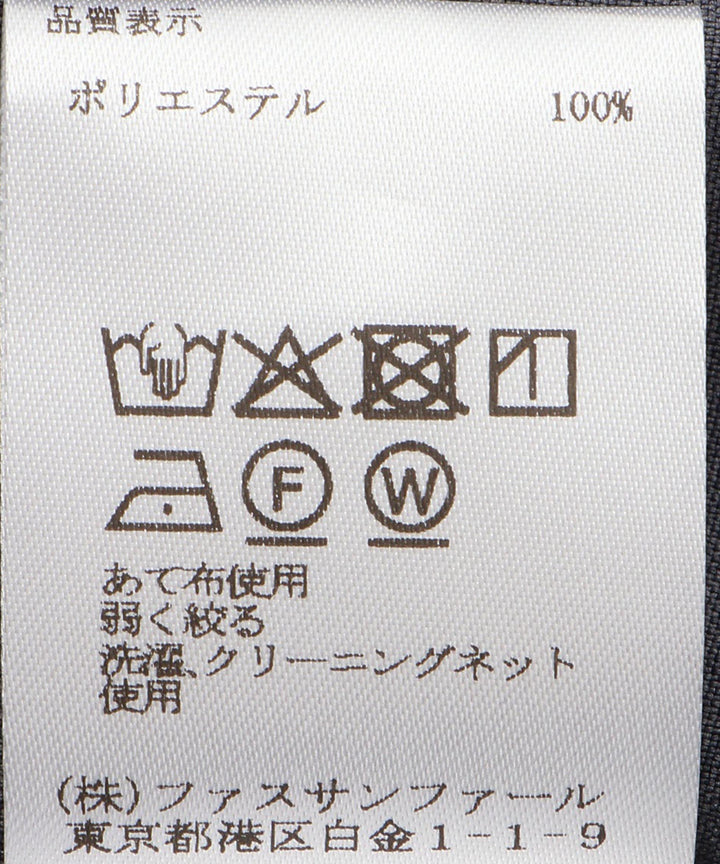 品質表示
ポリエステル 100%
F W
あて布使用
弱く絞る
洗濯、クリーニングネット
使用
(株)ファスサンファール
東京都港区白金1-1-9